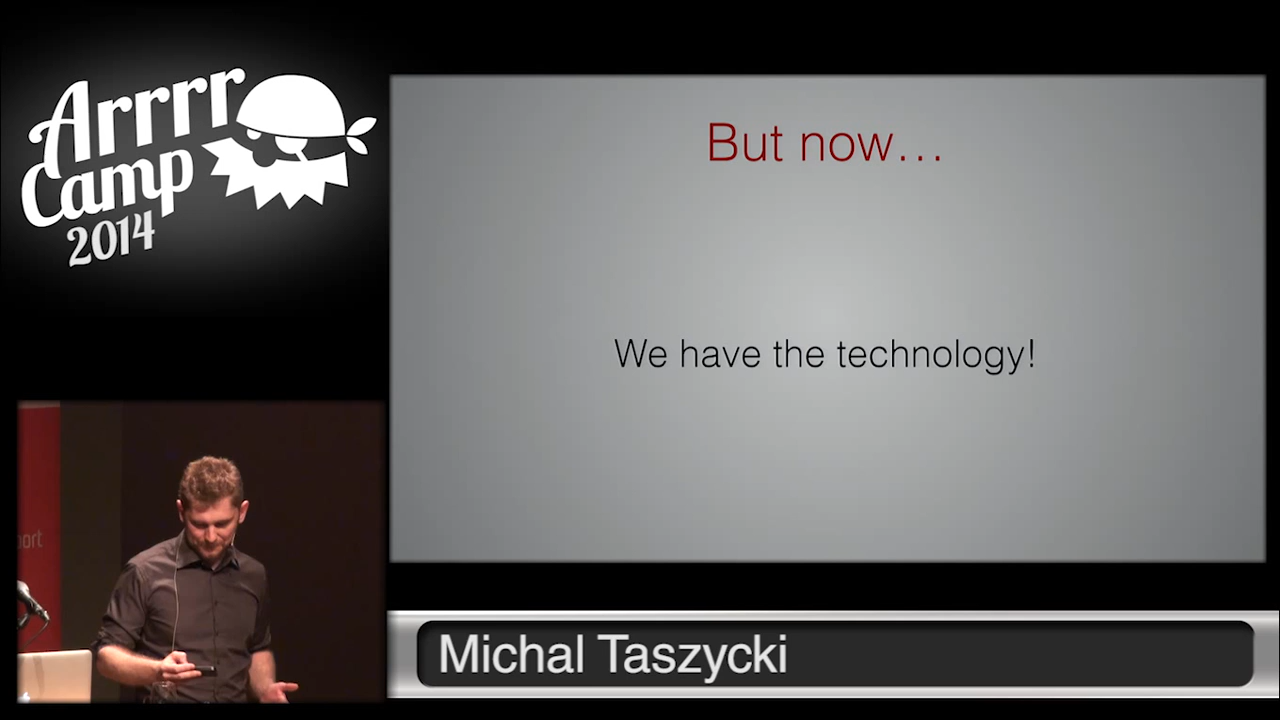 Arrrr
Camp
2014
But now…
We have the technology!
Michal Taszycki